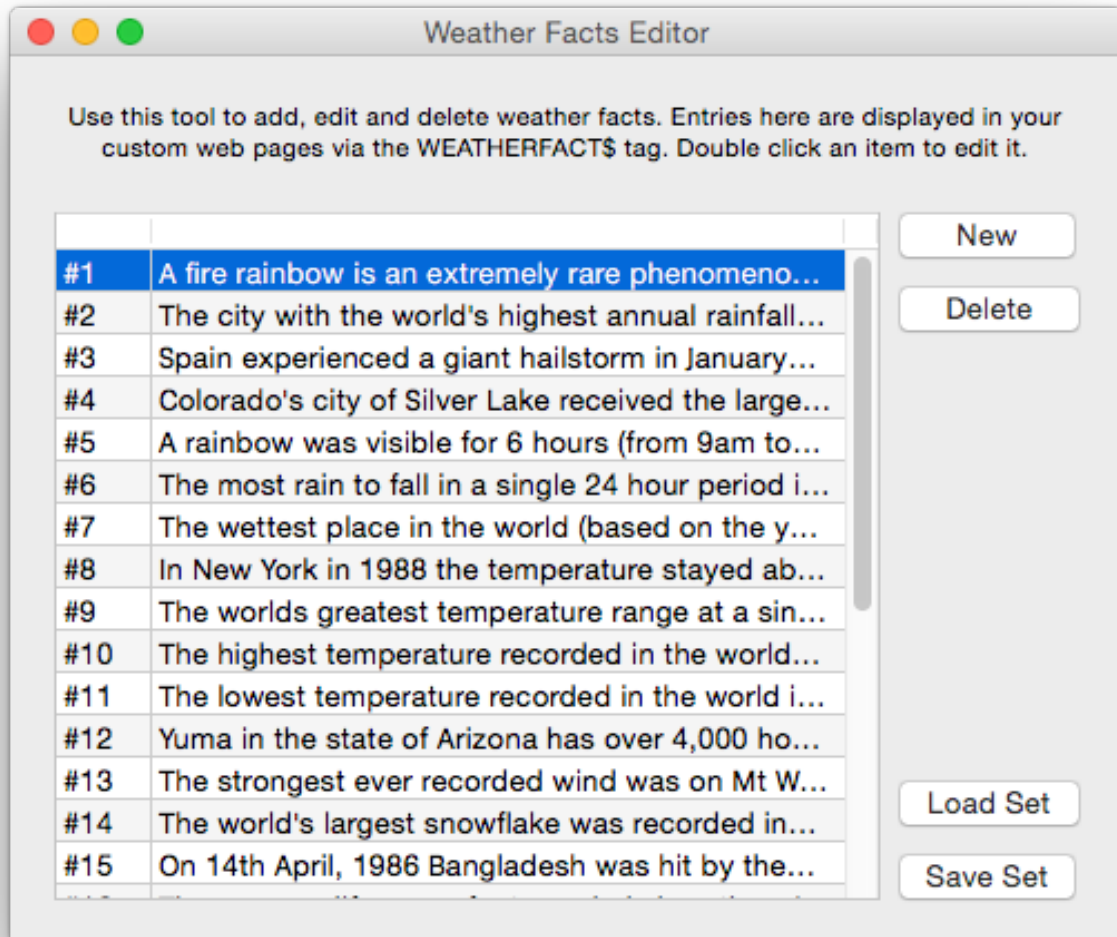 Weather Facts Editor
Use this tool to add, edit and delete weather facts. Entries here are displayed in your
custom web pages via the WEATHERFACT$ tag. Double click an item to edit it.
New
Delete
#1 A fire rainbow is an extremely rare phenomeno...
#2 The city with the world's highest annual rainfall...
#3 Spain experienced a giant hailstorm in January...
#4 Colorado's city of Silver Lake received the large...
#5 A rainbow was visible for 6 hours (from 9am to...
#6 The most rain to fall in a single 24 hour period i...
#7 The wettest place in the world (based on the y...
#8 In New York in 1988 the temperature stayed ab...
#9 The worlds greatest temperature range at a sin...
#10 The highest temperature recorded in the world...
#11 The lowest temperature recorded in the world i...
#12 Yuma in the state of Arizona has over 4,000 ho...
#13 The strongest ever recorded wind was on Mt W...
#14 The world's largest snowflake was recorded in...
#15 On 14th April, 1986 Bangladesh was hit by the...
Load Set
Save Set